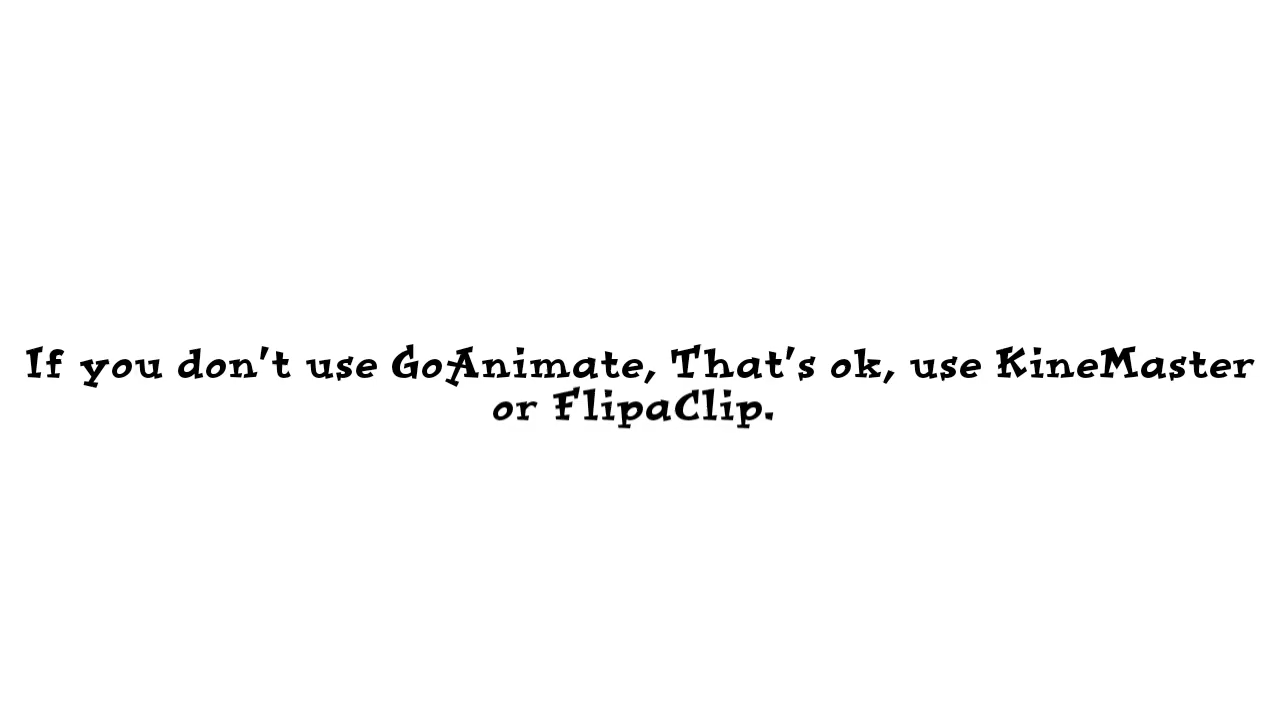 If you don't use GoAnimate, That's ok, use KineMaster
or FlipaClip.